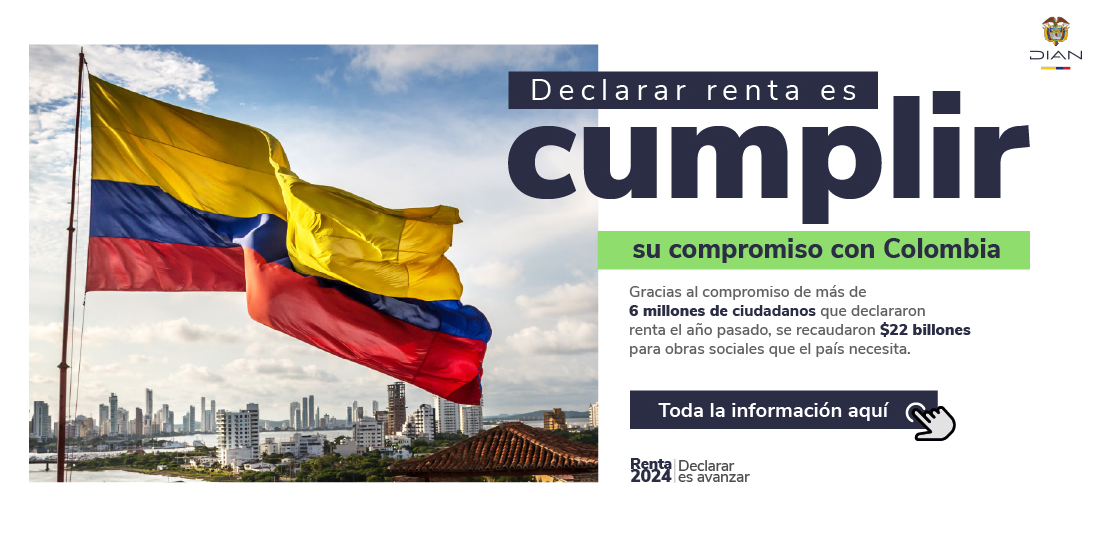 DIAN
Declarar renta es
cumplir
su compromiso con Colombia
Gracias al compromiso de más de
6 millones de ciudadanos que declararon
renta el año pasado, se recaudaron $22 billones
para obras sociales que el país necesita.
Toda la información aquí
Renta
2024
Declarar
es avanzar